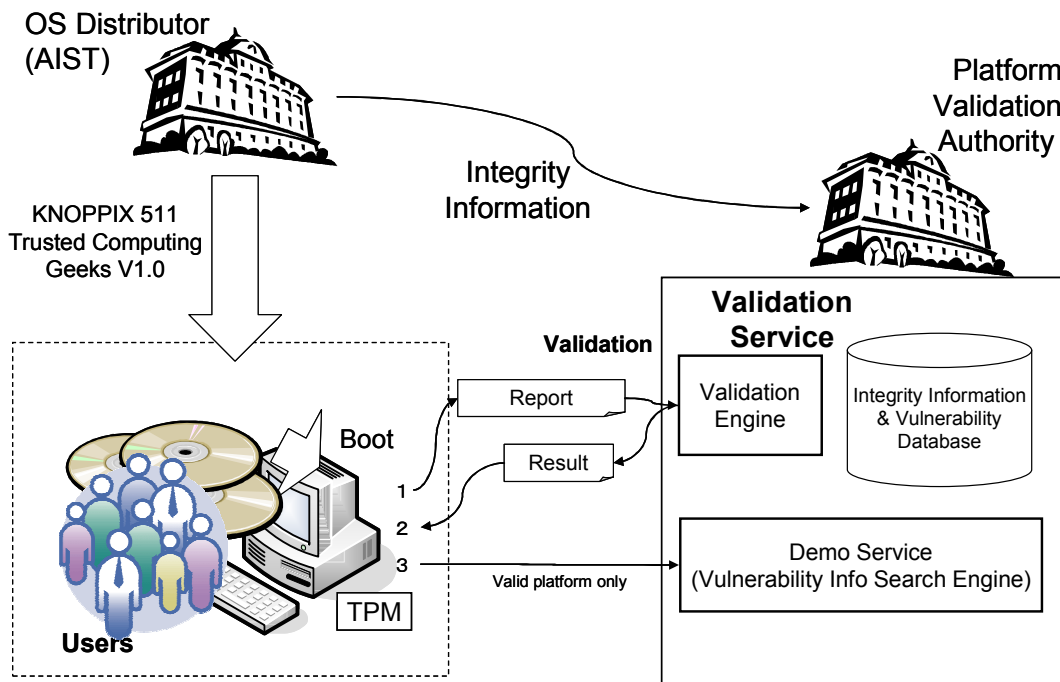 OS Distributor
(AIST)
Platform
Validation
Authority
Integrity
Information
KNOPPIX 511
Trusted Computing
Geeks V1.0
Validation
Service
Validation
Report
Result
Validation
Engine
Integrity Information
& Vulnerability
Database
Boot
1
2
3
TPM
Users
Valid platform only
Demo Service
(Vulnerability Info Search Engine)